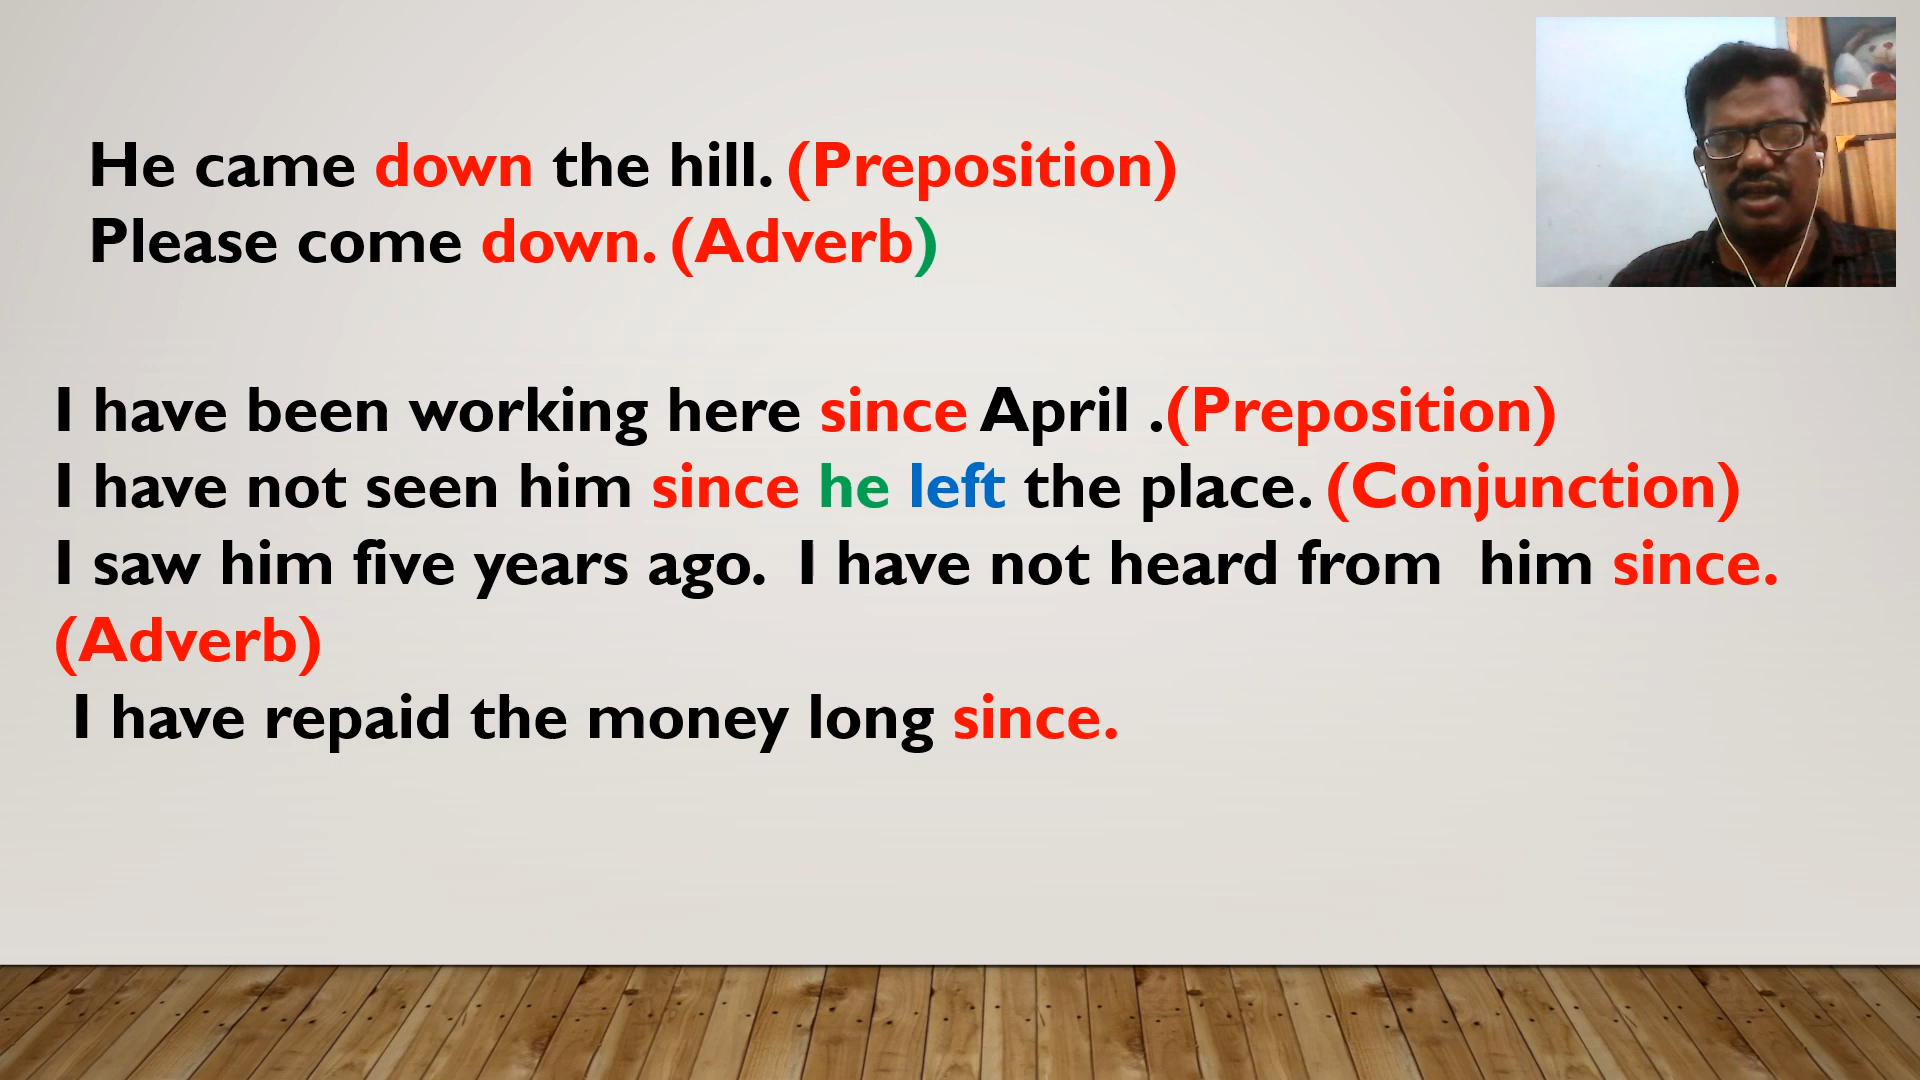 He came down the hill. (Preposition)
Please come down. (Adverb)
I have been working here since April .(Preposition)
I have not seen him since he left the place. (Conjunction)
I saw him five years ago.  I have not heard from  him since.
(Adverb)
I have repaid the money long since.